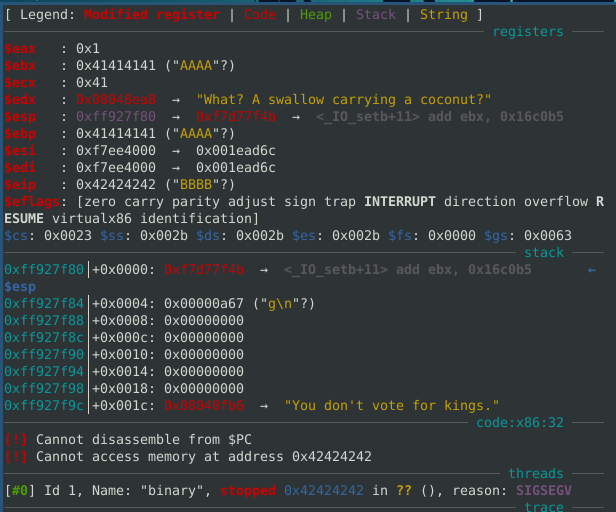 [ Legend: Modified register | Code | Heap | Stack | String ]
registers
$eax : 0x1
$ebx : 0x41414141 ("AAAA"?)
$ecx : 0x41
$edx : 0x08048ea8 → "What? A swallow carrying a coconut?"
$esp : 0xff927f80 → 0xf7d77f4b → <_IO_setb+11> add ebx, 0x16c0b5
$ebp : 0x41414141 ("AAAA"?)
$esi : 0xf7ee4000 → 0x001ead6c
$edi : 0xf7ee4000 → 0x001ead6c
$eip : 0x42424242 ("BBBB"?)
$eflags: [zero carry parity adjust sign trap INTERRUPT direction overflow R
ESUME virtualx86 identification]
$cs: 0x0023 $ss: 0x002b $ds: 0x002b $es: 0x002b $fs: 0x0000 $gs: 0x0063
stack
0xff927f80│+0x0000: 0xf7d77f4b → <_IO_setb+11> add ebx, 0x16c0b5 ←
$esp
0xff927f84│+0x0004: 0x00000a67 ("g\n"?)
0xff927f88│+0x0008: 0x00000000
0xff927f8c│+0x000c: 0x00000000
0xff927f90│+0x0010: 0x00000000
0xff927f94│+0x0014: 0x00000000
0xff927f98│+0x0018: 0x00000000
0xff927f9c│+0x001c: 0x08048fb6 → "You don't vote for kings."
code:x86:32
[!] Cannot disassemble from $PC
[!] Cannot access memory at address 0x42424242
threads
[#0] Id 1, Name: "binary", stopped 0x42424242 in ?? (), reason: SIGSEGV
trace